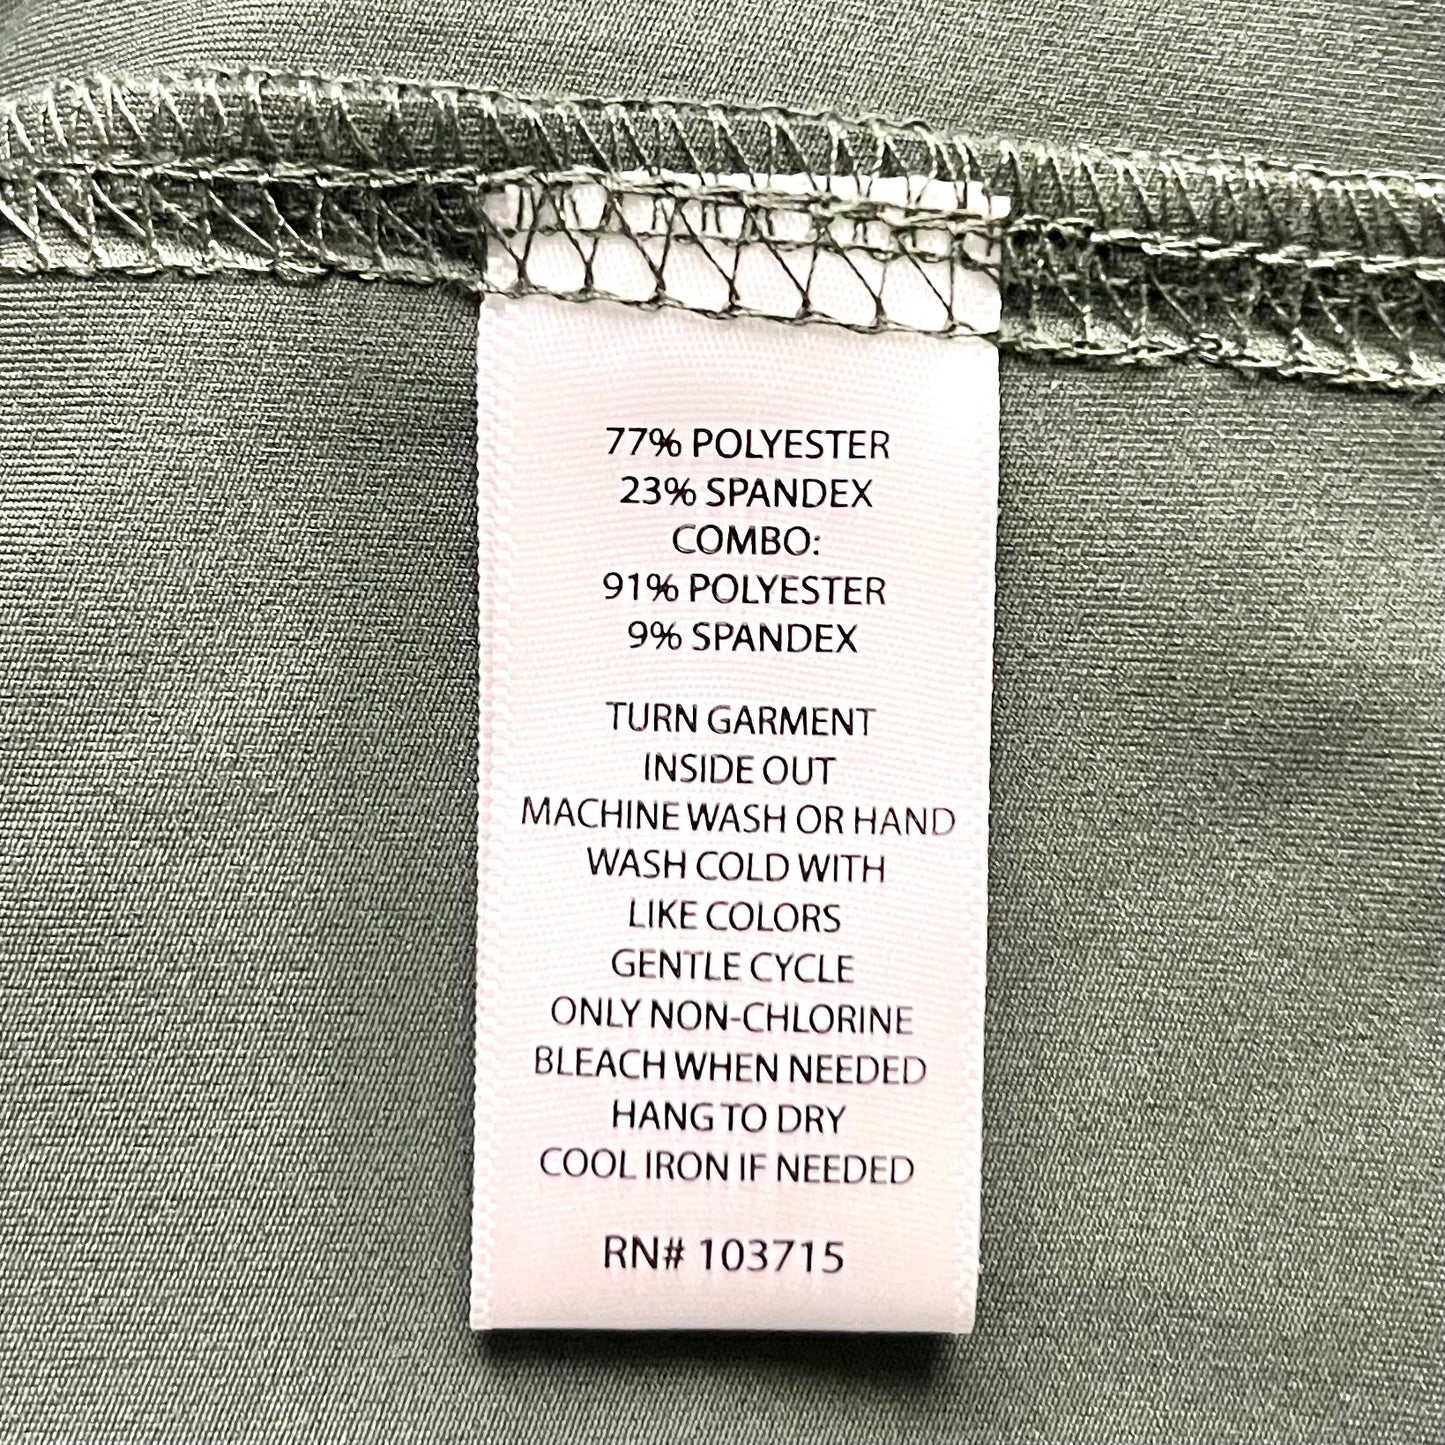 77% POLYESTER
23% SPANDEX
COMBO:
91% POLYESTER
9% SPANDEX
TURN GARMENT
INSIDE OUT
MACHINE WASH OR HAND
WASH COLD WITH
LIKE COLORS
GENTLE CYCLE
ONLY NON-CHLORINE
BLEACH WHEN NEEDED
HANG TO DRY
COOL IRON IF NEEDED
RN# 103715